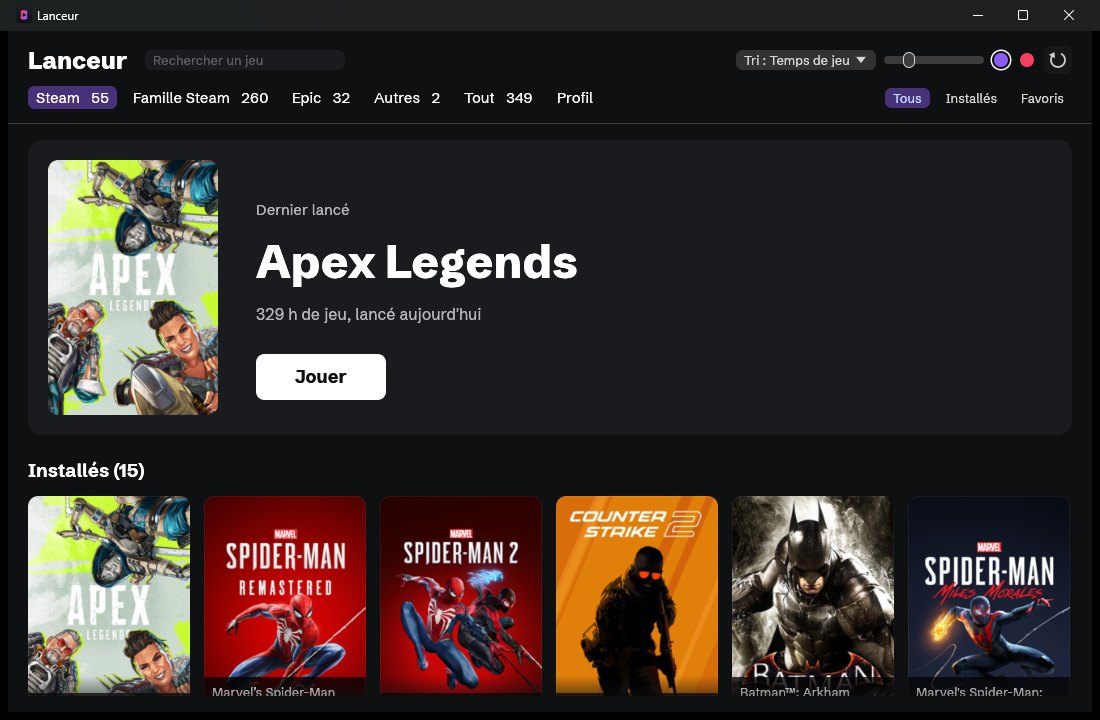 Lanceur
Lanceur
Rechercher un jeu
Tri : Temps de jeu
Steam 55 Famille Steam 260 Epic 32 Autres 2 Tout 349 Profil
Tous Installés Favoris
APEX
LEGENDS
Dernier lancé
Apex Legends
329 h de jeu, lancé aujourd'hui
Jouer
Installés (15)
APEX
LEGENDS
MARVEL
SPIDER-MAN
REMASTERED
Marvel's Spider-Man
MARVEL
SPIDER-MAN 2
COUNTER
STRIKE 2
BATMAN
Batman™: Arkham
MARVEL
SPIDER-MAN
Miles Morales
Marvel's Spider-Man: